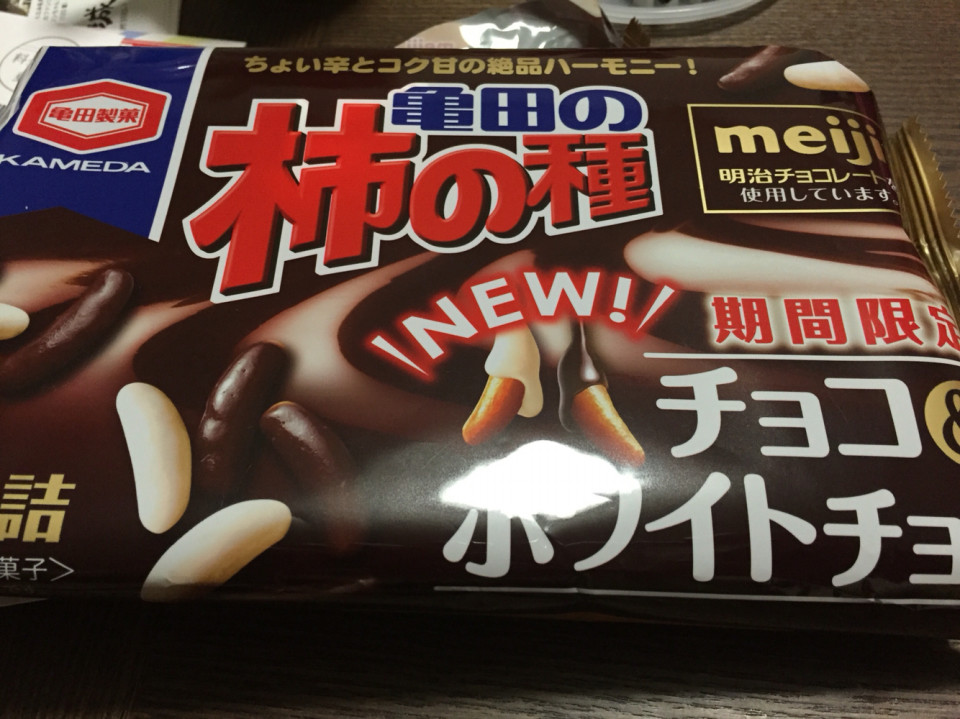 ちょい辛とコク甘の絶品ハーモニー!
亀田製菓
KAMEDA
亀田の
柿の種
meiji
明治チョコレート
使用しています。
NEW!
期間限定
チョコ&
ホワイトチョ
詰
菓子>